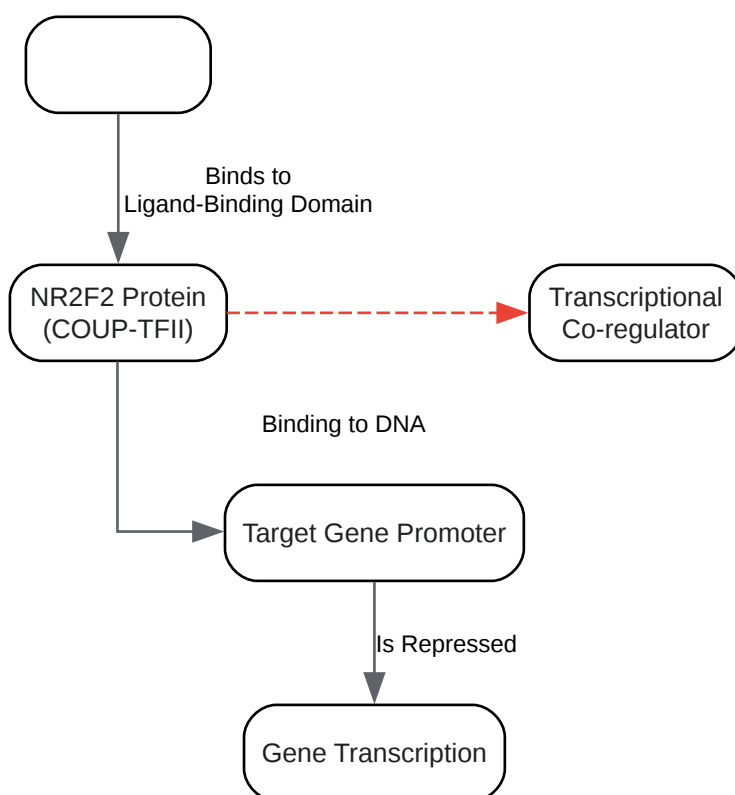 Binds to
Ligand-Binding Domain
NR2F2 Protein
(COUP-TFII)
Transcriptional
Co-regulator
Binding to DNA
Target Gene Promoter
Is Repressed
Gene Transcription